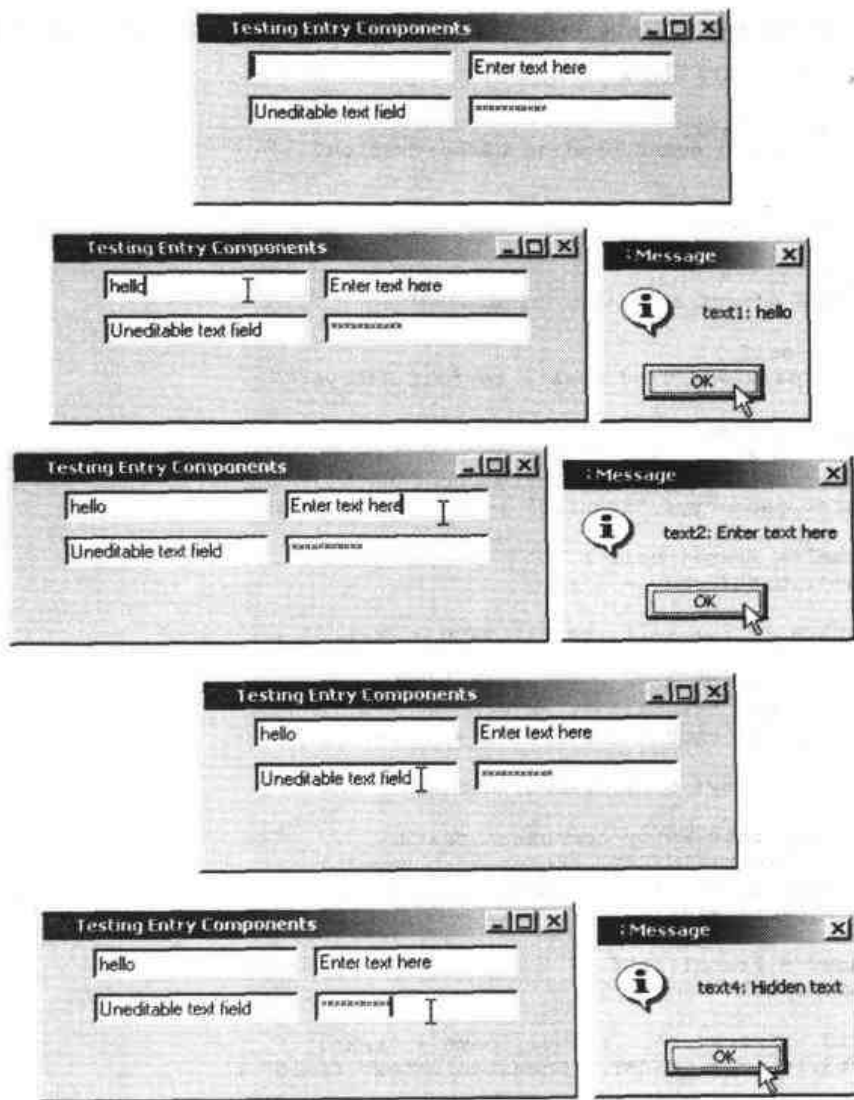 Testing Entry Components
Enter text here
Uneditable text field
***********
Testing Entry Components
hello
Enter text here
Uneditable text field
***********
Message
text1: hello
OK
Testing Entry Components
hello
Enter text here
Uneditable text field
***********
Message
text2: Enter text here
OK
Testing Entry Components
hello
Enter text here
Uneditable text field
***********
Testing Entry Components
hello
Enter text here
Uneditable text field
***********
Message
text4: Hidden text
OK